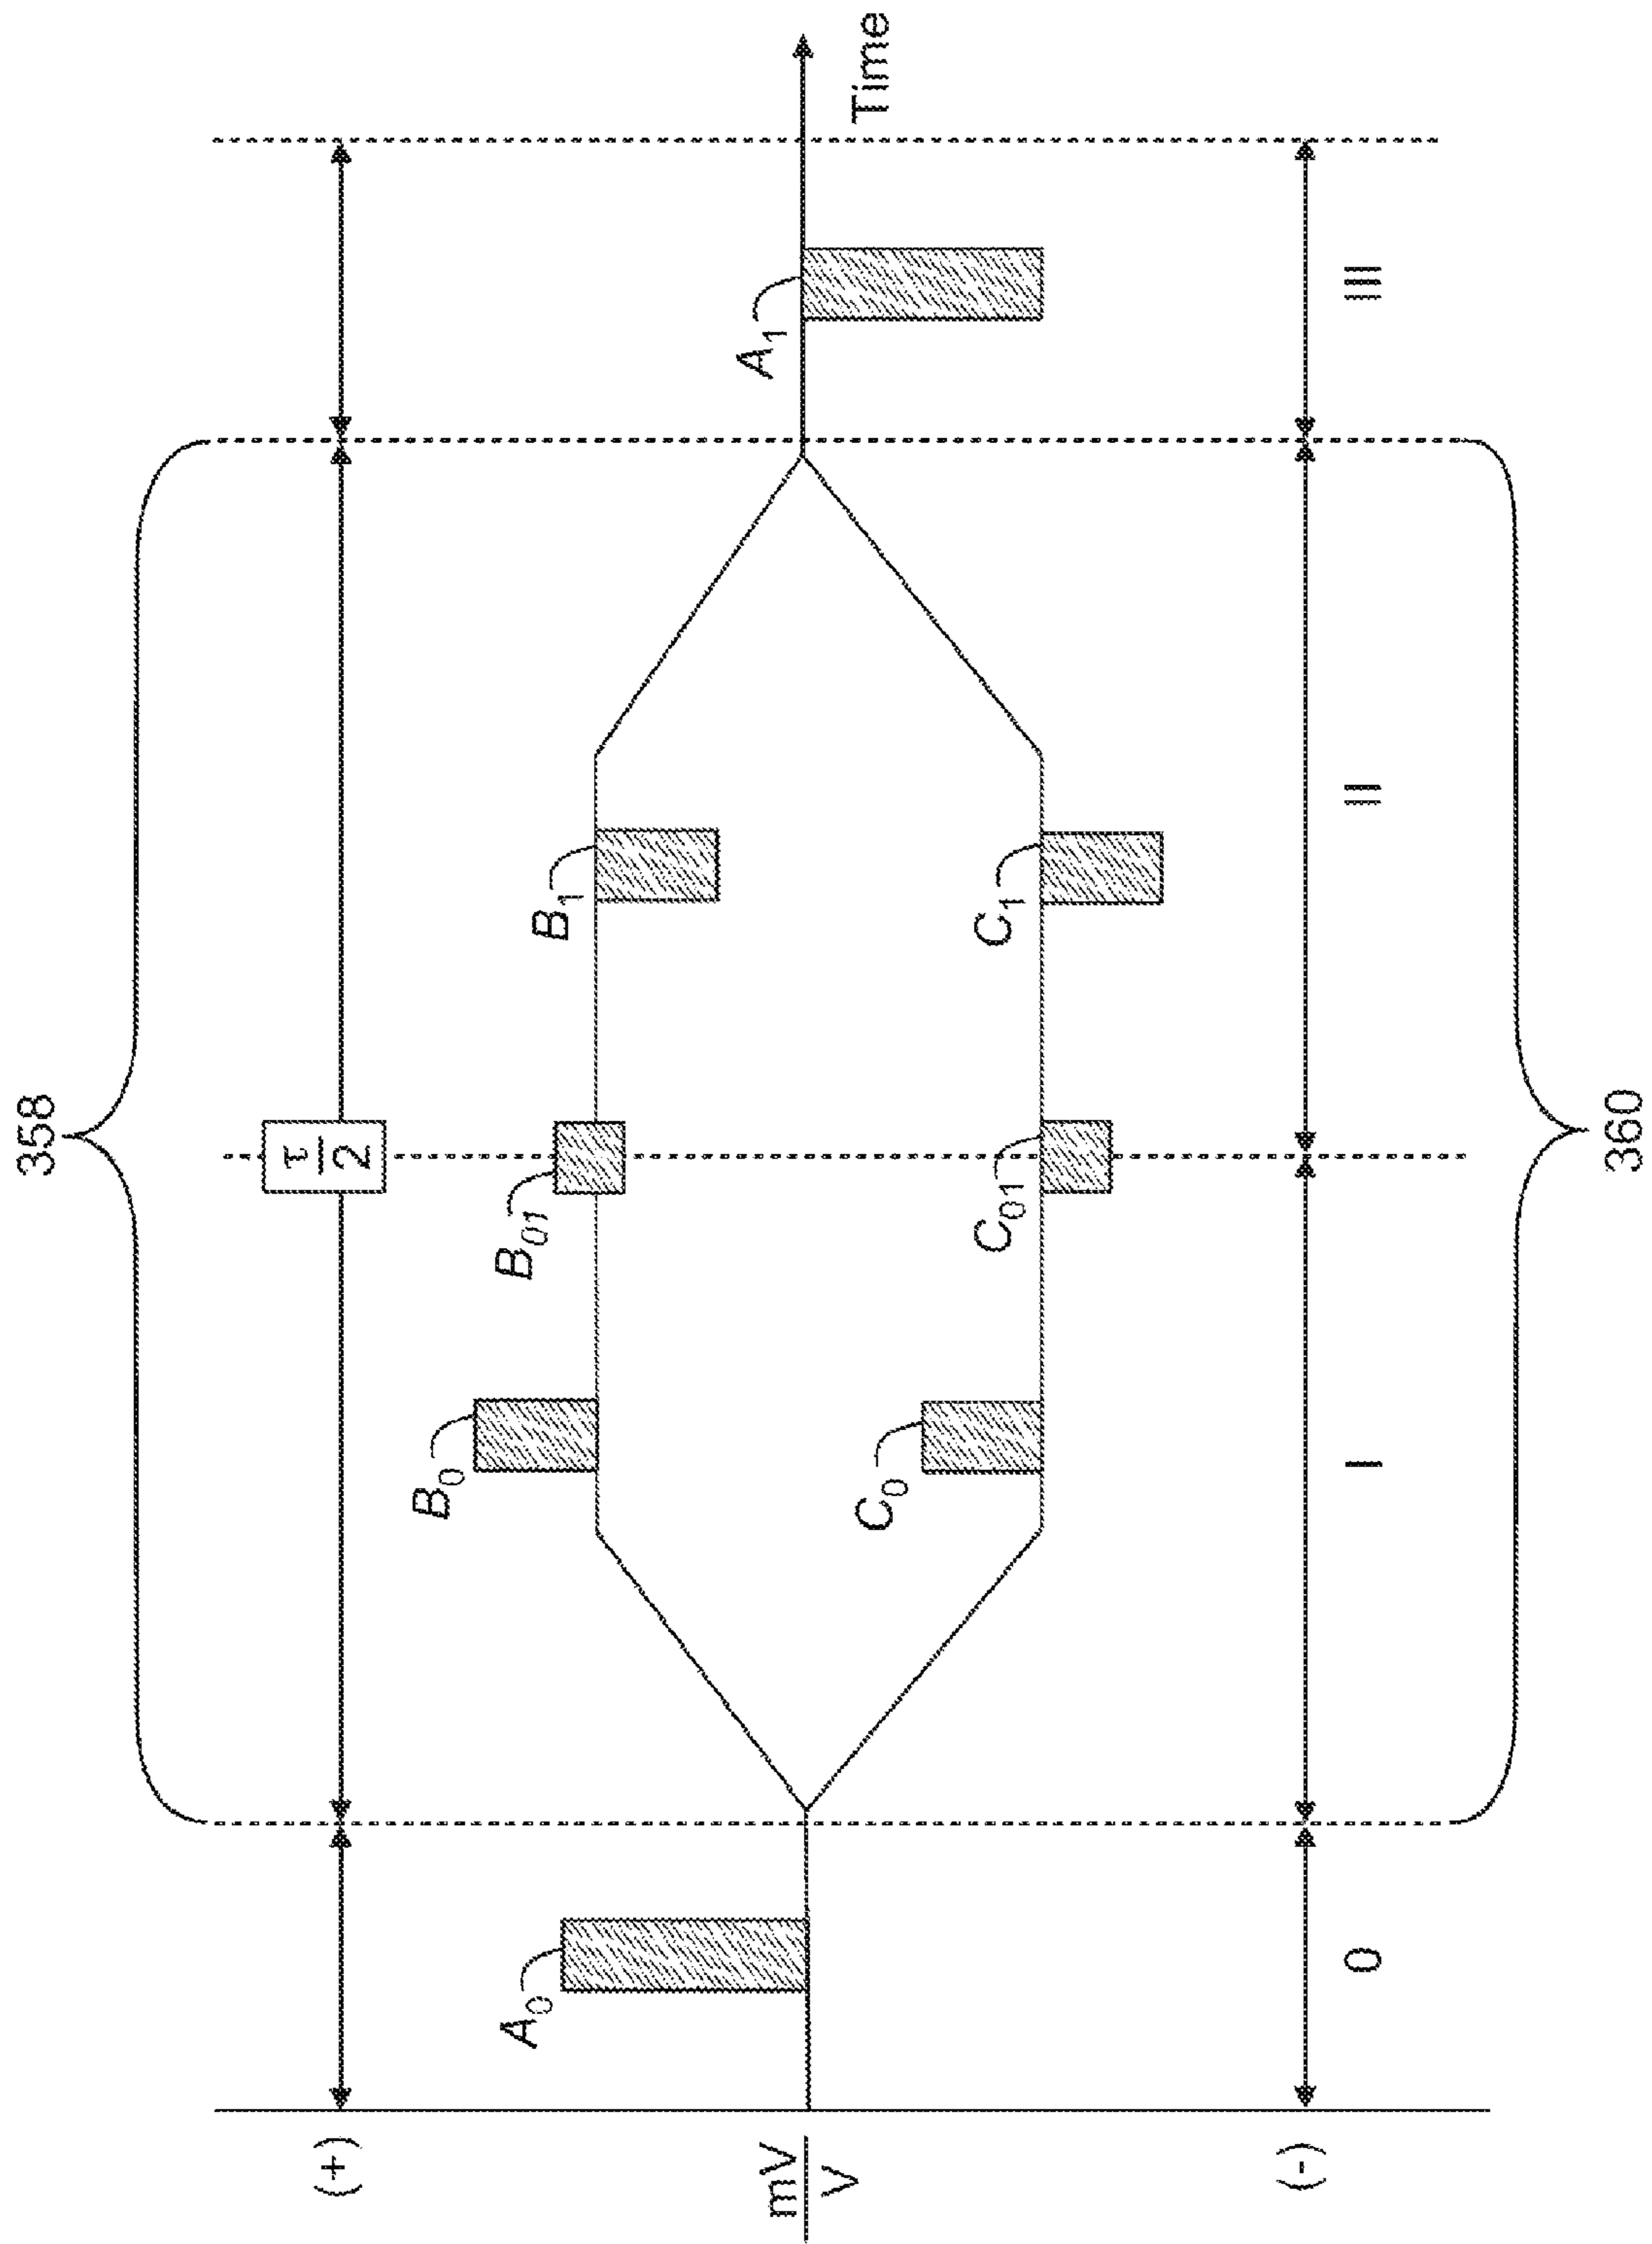 358
(+)
τ
2
B₀
B₀₁
B₁
A₀
A₁
mV
V
Time
C₀
C₀₁
C₁
(-)
0
I
II
III
360